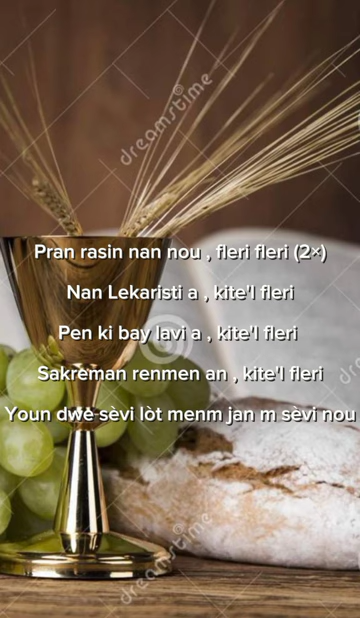 dreamstime
Pran rasin nan nou , fleri fleri (2×)
Nan Lekaristi a , kite'l fleri
Pen ki bay lavi a , kite'l fleri
Sakreman renmen an , kite'l fleri
Youn dwe sèvi lòt menm jan m sèvi nou
dreamstime
dreamstime